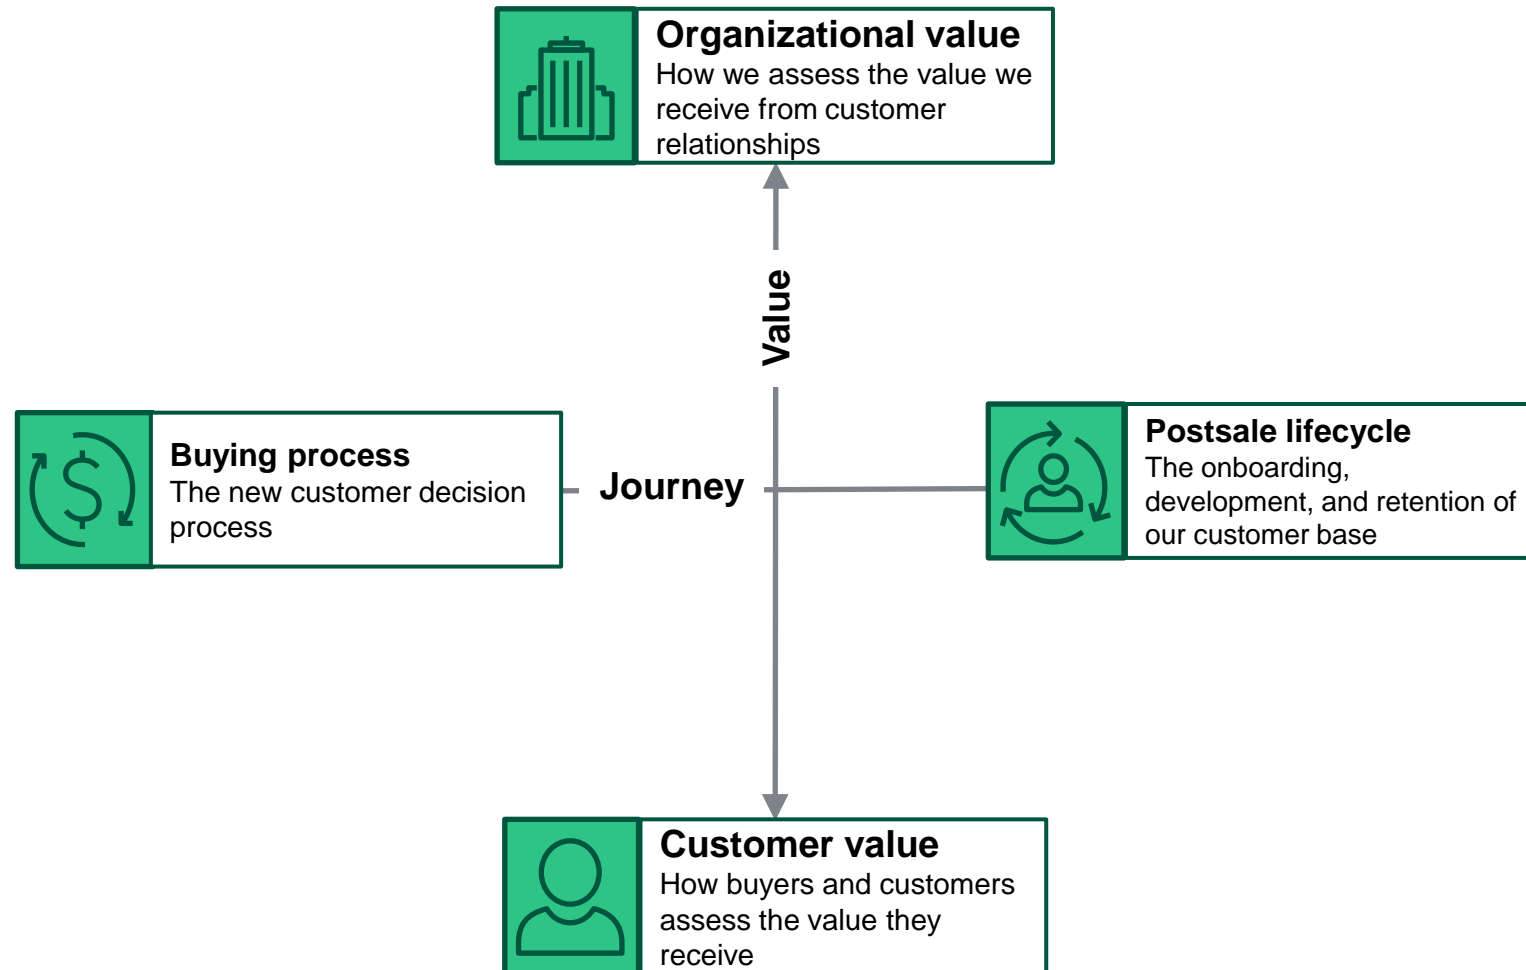 Organizational value
How we assess the value we
receive from customer
relationships
Value
Buying process
The new customer decision
process
Journey
Postsale lifecycle
The onboarding,
development, and retention of
our customer base
Customer value
How buyers and customers
assess the value they
receive